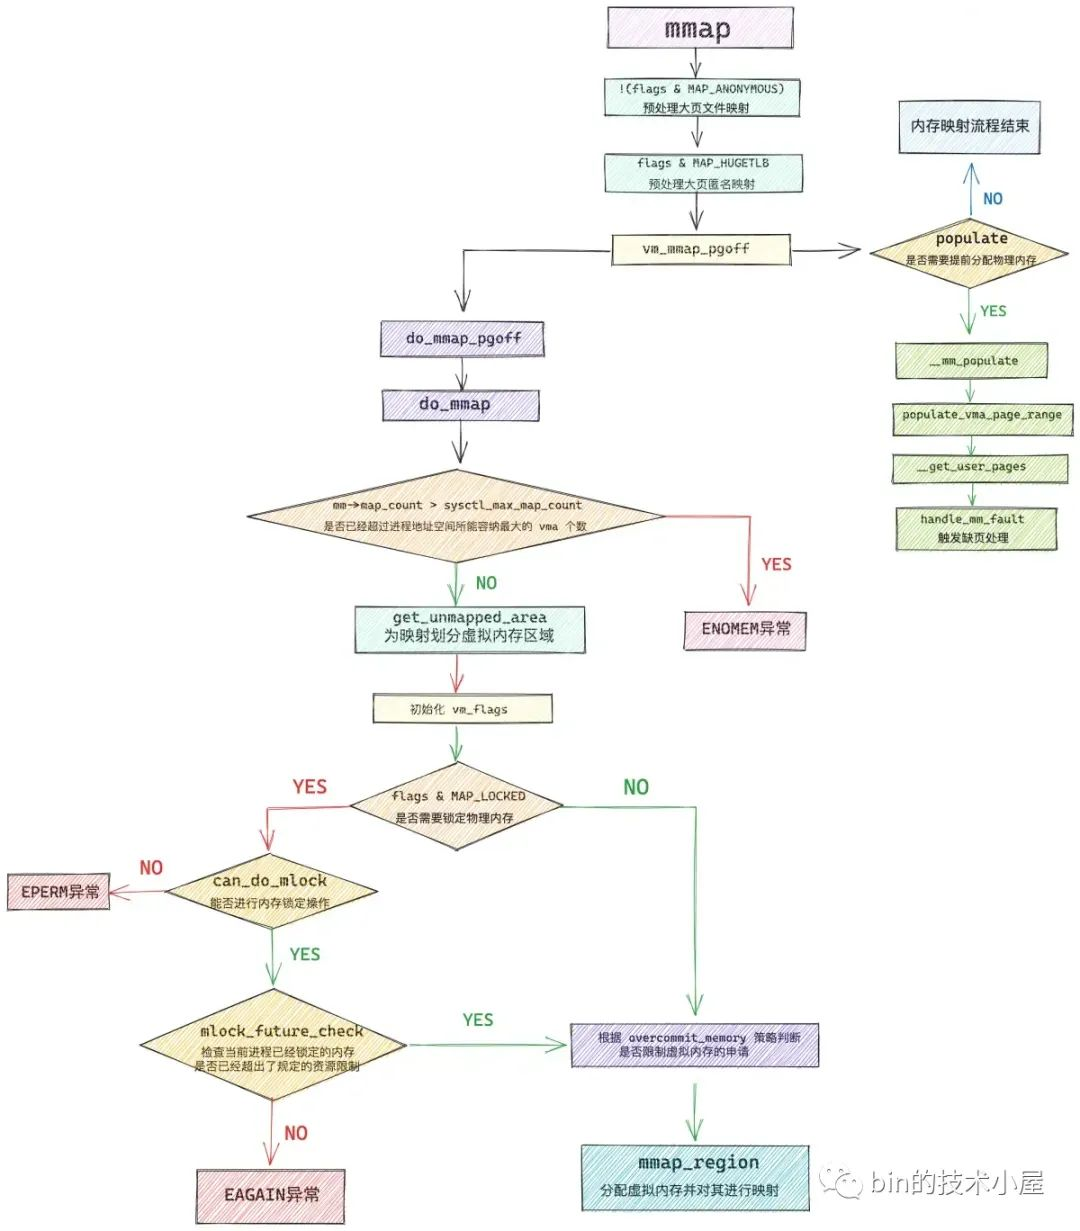 mmap
!(flags & MAP_ANONYMOUS)
预处理大页文件映射
flags & MAP_HUGETLB
预处理大页匿名映射
vm_mmap_pgoff
内存映射流程结束
NO
populate
是否需要提前分配物理内存
YES
__mm_populate
populate_vma_page_range
__get_user_pages
handle_mm_fault
触发缺页处理
do_mmap_pgoff
do_mmap
mm->map_count > sysctl_max_map_count
是否已经超过进程地址空间所能容纳最大的 vma 个数
YES
ENOMEM异常
NO
get_unmapped_area
为映射划分虚拟内存区域
初始化 vm_flags
flags & MAP_LOCKED
是否需要锁定物理内存
YES
NO
can_do_mlock
能否进行内存锁定操作
NO
EPERM异常
YES
mlock_future_check
检查当前进程已经锁定的内存
是否已经超出了规定的资源限制
YES
NO
EAGAIN异常
根据 overcommit_memory 策略判断
是否限制虚拟内存的申请
mmap_region
分配虚拟内存并对其进行映射
bin的技术小屋